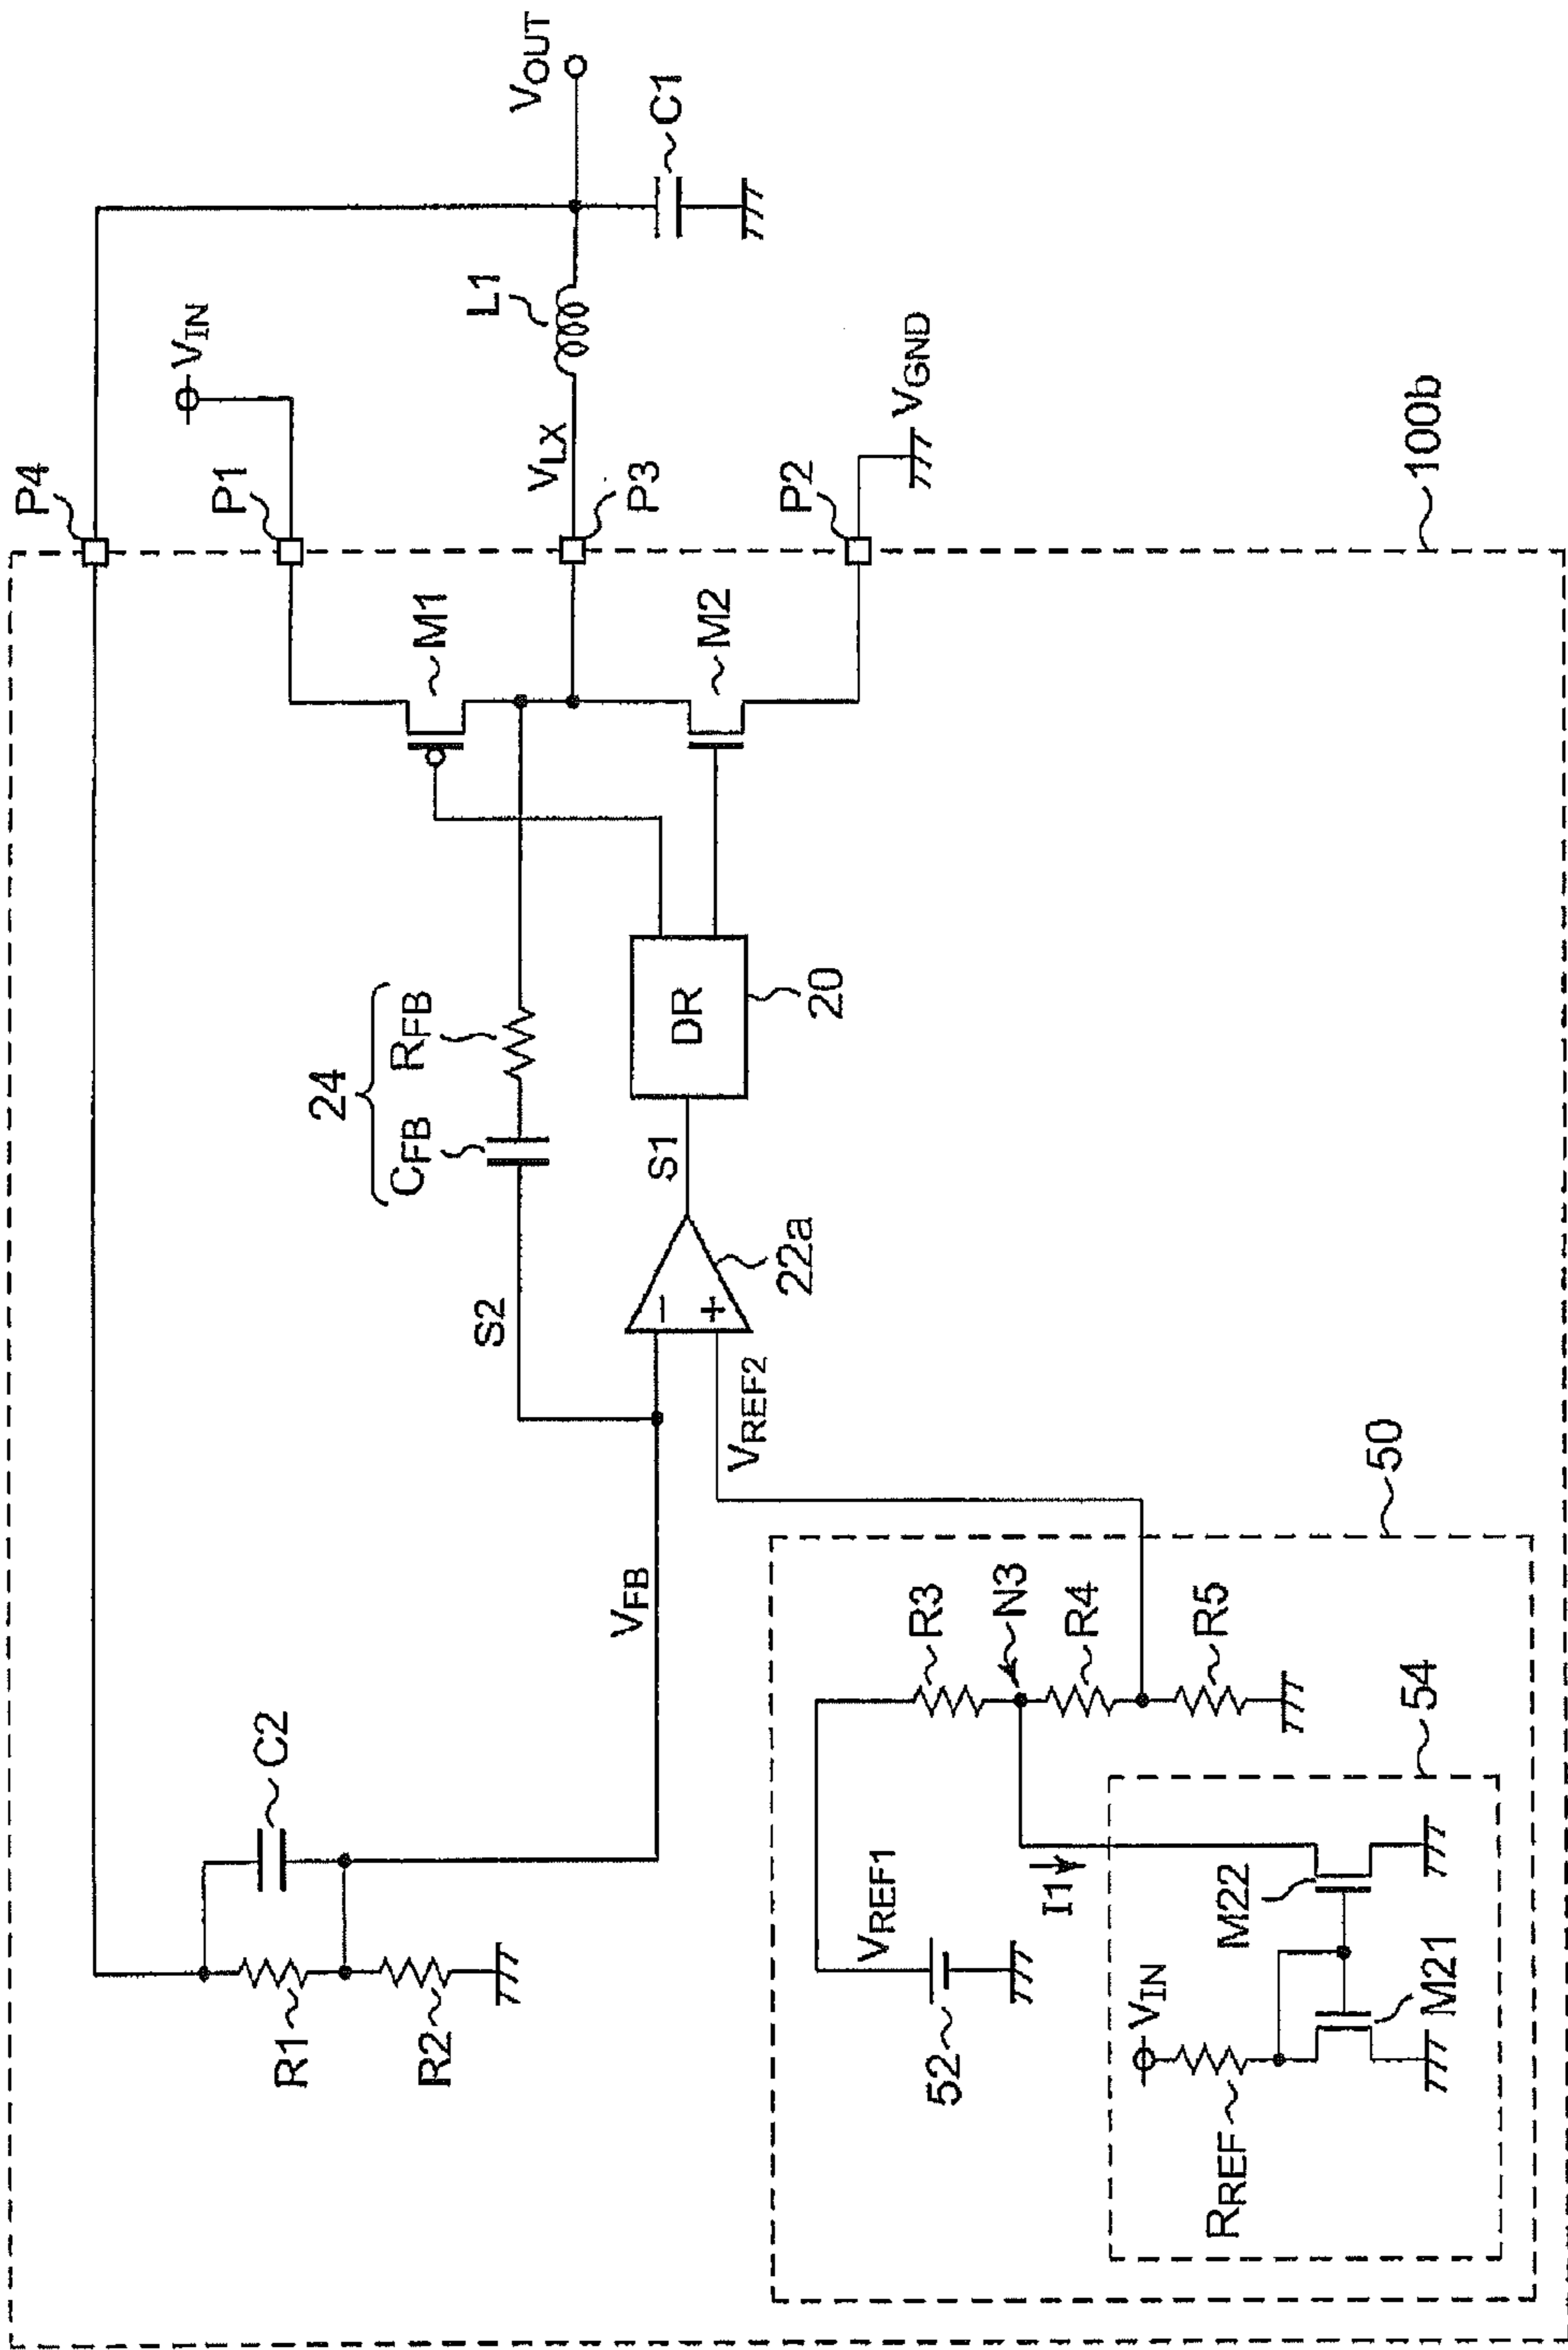 P4
VIN
P1
VOUT
C1
L1
VLX
P3
M1
24
CFB
RFB
M2
P2
VGND
100b
C2
R1
R2
VFB
S2
S1
DR
20
−
+
22a
VREF2
50
VREF1
52
R3
N3
R4
R5
I1
54
VIN
RREF
M22
M21